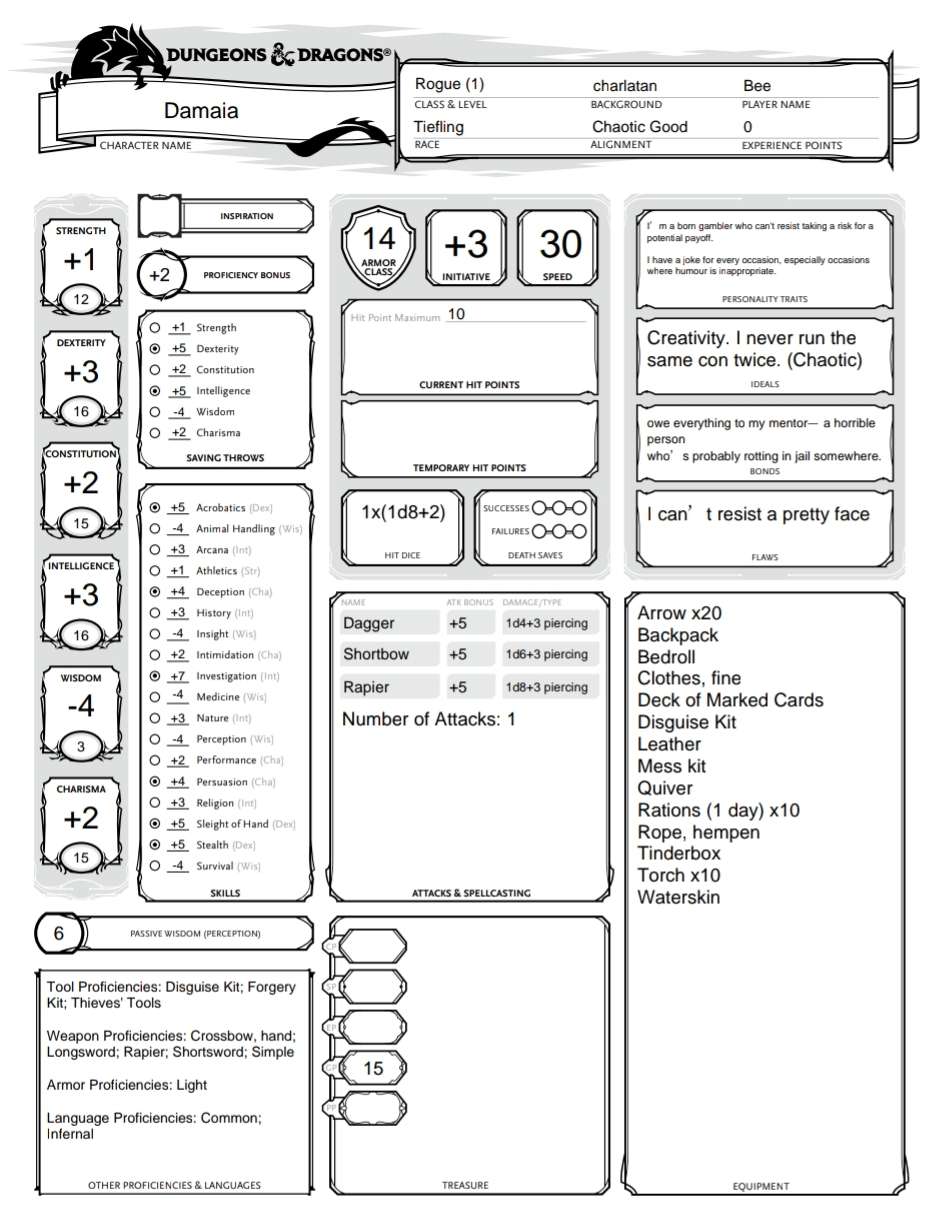 DUNGEONS & DRAGONS®
Damaia
CHARACTER NAME
Rogue (1)
charlatan
Bee
CLASS & LEVEL
BACKGROUND
PLAYER NAME
Tiefling
Chaotic Good
0
RACE
ALIGNMENT
EXPERIENCE POINTS
STRENGTH
+1
12
DEXTERITY
+3
16
CONSTITUTION
+2
15
INTELLIGENCE
+3
16
WISDOM
-4
3
CHARISMA
+2
15
INSPIRATION
+2
PROFICIENCY BONUS
+1 Strength
+5 Dexterity
+2 Constitution
+5 Intelligence
-4 Wisdom
+2 Charisma
SAVING THROWS
+5 Acrobatics (Dex)
-4 Animal Handling (Wis)
+3 Arcana (Int)
+1 Athletics (Str)
+4 Deception (Cha)
+3 History (Int)
-4 Insight (Wis)
+2 Intimidation (Cha)
+7 Investigation (Int)
-4 Medicine (Wis)
+3 Nature (Int)
-4 Perception (Wis)
+2 Performance (Cha)
+4 Persuasion (Cha)
+3 Religion (Int)
+5 Sleight of Hand (Dex)
+5 Stealth (Dex)
-4 Survival (Wis)
SKILLS
6
PASSIVE WISDOM (PERCEPTION)
Tool Proficiencies: Disguise Kit; Forgery
Kit; Thieves' Tools
Weapon Proficiencies: Crossbow, hand;
Longsword; Rapier; Shortsword; Simple
Armor Proficiencies: Light
Language Proficiencies: Common;
Infernal
OTHER PROFICIENCIES & LANGUAGES
14
ARMOR
CLASS
+3
INITIATIVE
30
SPEED
Hit Point Maximum 10
CURRENT HIT POINTS
TEMPORARY HIT POINTS
1x(1d8+2)
HIT DICE
SUCCESSES
FAILURES
DEATH SAVES
NAME ATK BONUS DAMAGE/TYPE
Dagger +5 1d4+3 piercing
Shortbow +5 1d6+3 piercing
Rapier +5 1d8+3 piercing
Number of Attacks: 1
ATTACKS & SPELLCASTING
CP
SP
EP
GP 15
PP
TREASURE
I’m a born gambler who can't resist taking a risk for a
potential payoff.
I have a joke for every occasion, especially occasions
where humour is inappropriate.
PERSONALITY TRAITS
Creativity. I never run the
same con twice. (Chaotic)
IDEALS
owe everything to my mentor— a horrible
person
who’s probably rotting in jail somewhere.
BONDS
I can’t resist a pretty face
FLAWS
Arrow x20
Backpack
Bedroll
Clothes, fine
Deck of Marked Cards
Disguise Kit
Leather
Mess kit
Quiver
Rations (1 day) x10
Rope, hempen
Tinderbox
Torch x10
Waterskin
EQUIPMENT